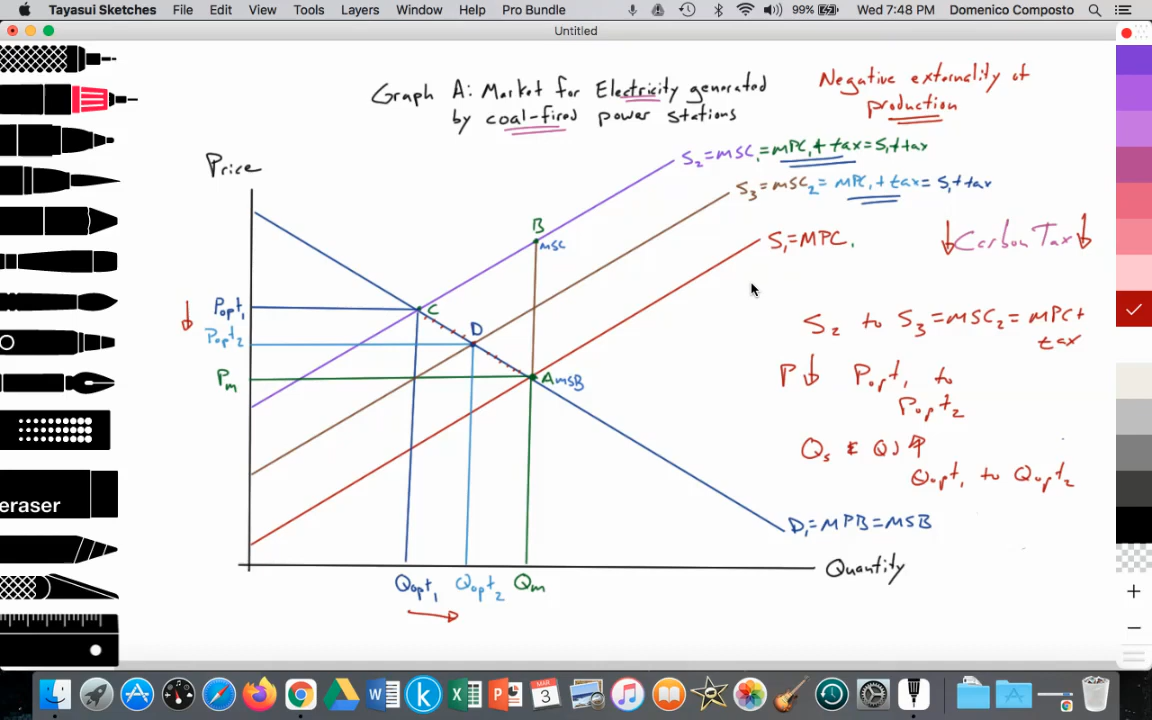 Tayasui Sketches File Edit View Tools Layers Window Help Pro Bundle 99% Wed 7:48 PM Domenico Composto
Untitled
Graph A: Market for Electricity generated
by coal-fired power stations
Negative externality of
production
Price
S2=MSC1=MPC1+tax=S1+tax
S3=MSC2=MPC1+tax=S1+tax
S1=MPC1
↓Carbon Tax↓
B
MSC
Popt1
C
Popt2
D
Pm
A MSB
S2 to S3=MSC2=MPC+
tax
P↓ Popt1 to
Popt2
Qs & QD↑
Qopt1 to Qopt2
D1=MPB=MSB
Quantity
Qopt1 Qopt2 Qm
eraser
MAR
3